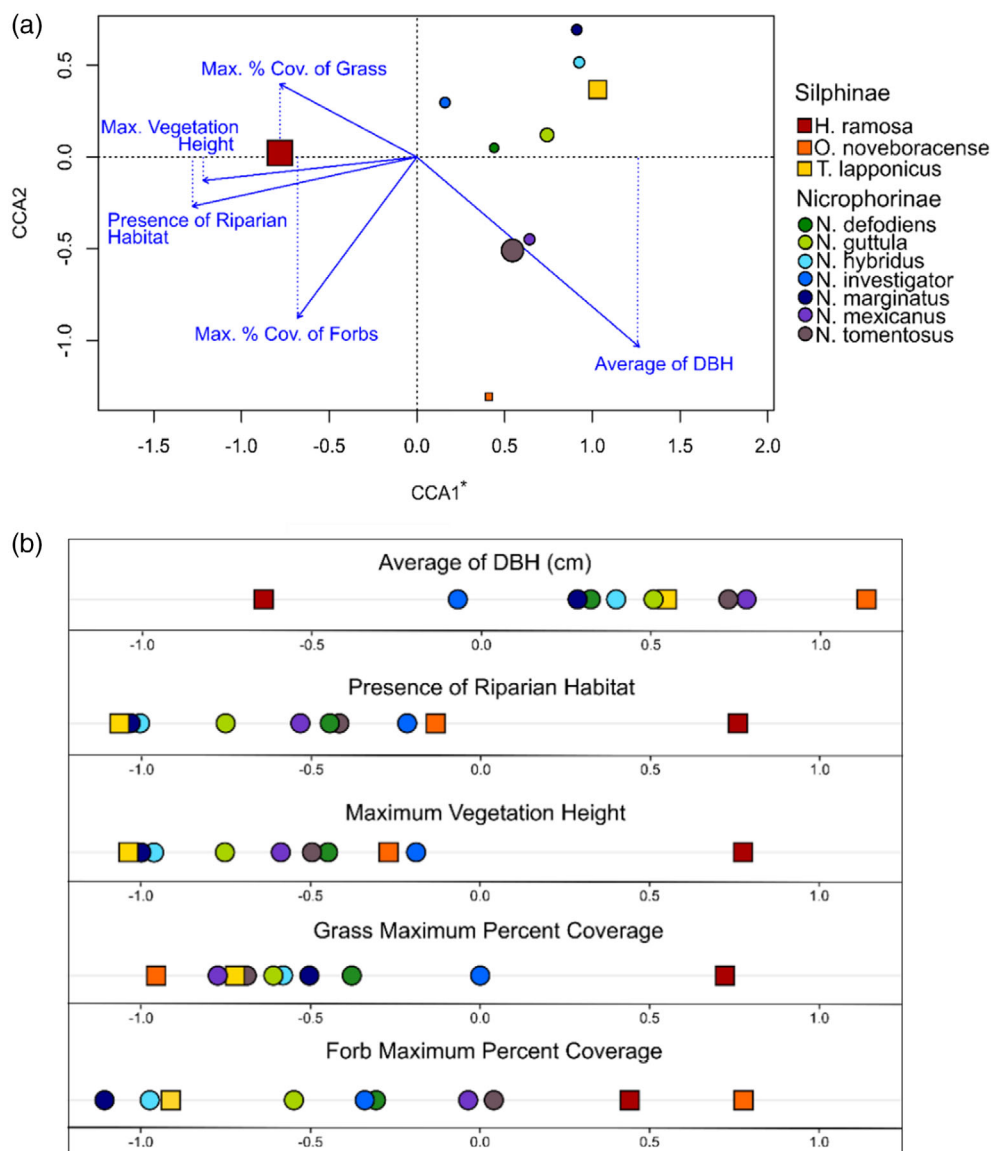 (a)
Max. % Cov. of Grass
Max. Vegetation
Height
Presence of Riparian
Habitat
Max. % Cov. of Forbs
Average of DBH
CCA2
0.5
0.0
-0.5
-1.0
-1.5
-1.0
-0.5
0.0
0.5
1.0
1.5
2.0
CCA1*
Silphinae
H. ramosa
O. noveboracense
T. lapponicus
Nicrophorinae
N. defodiens
N. guttula
N. hybridus
N. investigator
N. marginatus
N. mexicanus
N. tomentosus
(b)
Average of DBH (cm)
-1.0 -0.5 0.0 0.5 1.0
Presence of Riparian Habitat
-1.0 -0.5 0.0 0.5 1.0
Maximum Vegetation Height
-1.0 -0.5 0.0 0.5 1.0
Grass Maximum Percent Coverage
-1.0 -0.5 0.0 0.5 1.0
Forb Maximum Percent Coverage
-1.0 -0.5 0.0 0.5 1.0